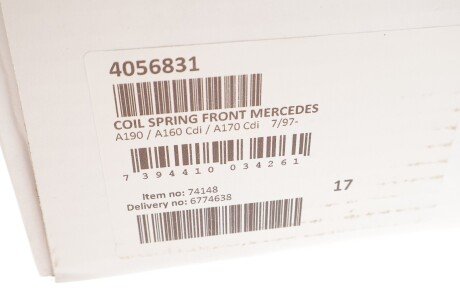 4056831
COIL SPRING FRONT MERCEDES
A190 / A160 Cdi / A170 Cdi 7/97-
7 394410 034261
Item no: 74148
Delivery no: 6774638
17